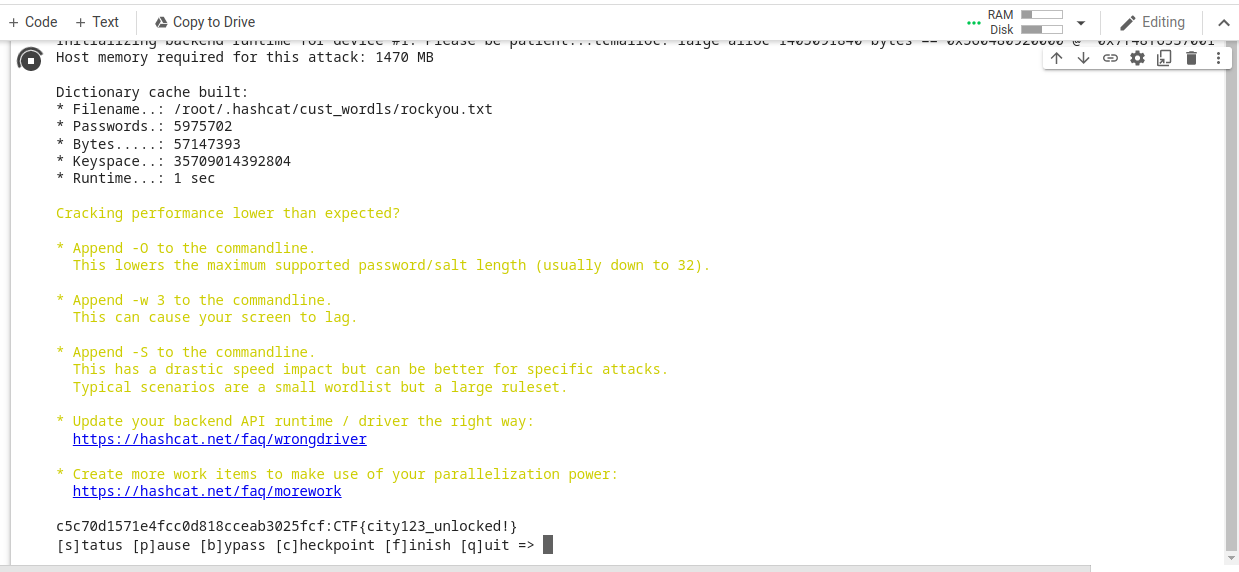 + Code + Text Copy to Drive RAM Disk Editing
Host memory required for this attack: 1470 MB
Dictionary cache built:
* Filename..: /root/.hashcat/cust_wordls/rockyou.txt
* Passwords.: 5975702
* Bytes.....: 57147393
* Keyspace..: 35709014392804
* Runtime...: 1 sec
Cracking performance lower than expected?
* Append -O to the commandline.
This lowers the maximum supported password/salt length (usually down to 32).
* Append -w 3 to the commandline.
This can cause your screen to lag.
* Append -S to the commandline.
This has a drastic speed impact but can be better for specific attacks.
Typical scenarios are a small wordlist but a large ruleset.
* Update your backend API runtime / driver the right way:
https://hashcat.net/faq/wrongdriver
* Create more work items to make use of your parallelization power:
https://hashcat.net/faq/morework
c5c70d1571e4fcc0d818cceab3025fcf:CTF{city123_unlocked!}
[s]tatus [p]ause [b]ypass [c]heckpoint [f]inish [q]uit =>